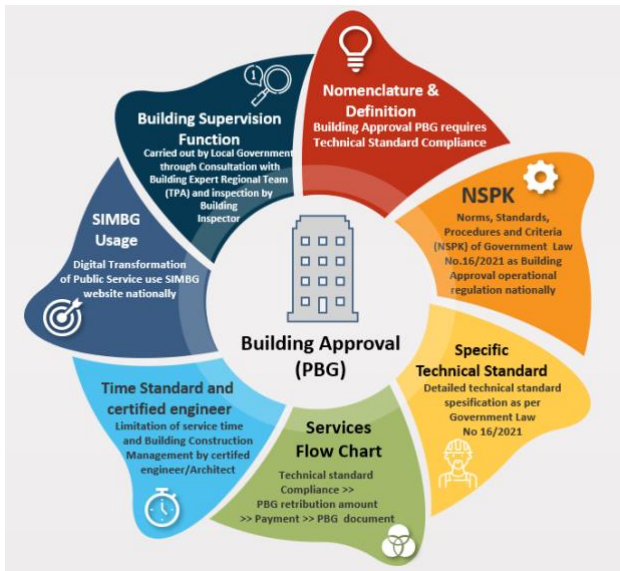 Nomenclature &
Definition
Building Approval PBG requires
Technical Standard Compliance
NSPK
Norms, Standards,
Procedures and Criteria
(NSPK) of Government Law
No.16/2021 as Building
Approval operational
regulation nationally
Specific
Technical Standard
Detailed technical standard
spesification as per
Government Law
No 16/2021
Services
Flow Chart
Technical standard
Compliance >>
PBG retribution amount
>> Payment >> PBG document
Time Standard and
certified engineer
Limitation of service time
and Building Construction
Management by certifed
engineer/Architect
SIMBG
Usage
Digital Transformation
of Public Service use SIMBG
website nationally
1
Building Supervision
Function
Carried out by Local Government
through Consultation with
Building Expert Regional Team
(TPA) and inspection by
Building
Inspector
Building Approval
(PBG)